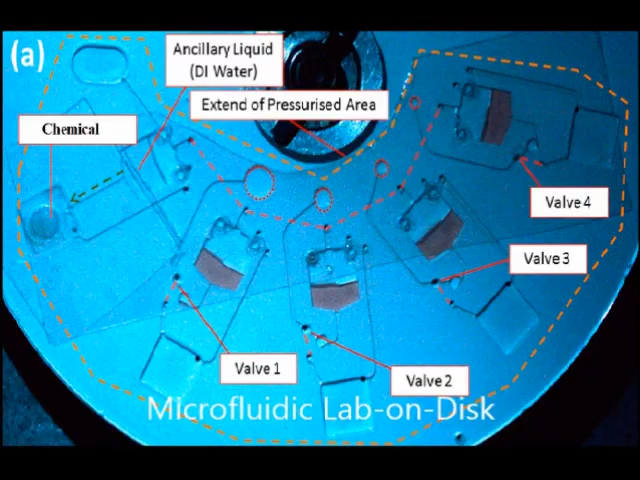 (a)
Ancillary Liquid
(DI Water)
Extend of Pressurised Area
Chemical
Valve 4
Valve 3
Valve 1
Valve 2
Microfluidic Lab-on-Disk